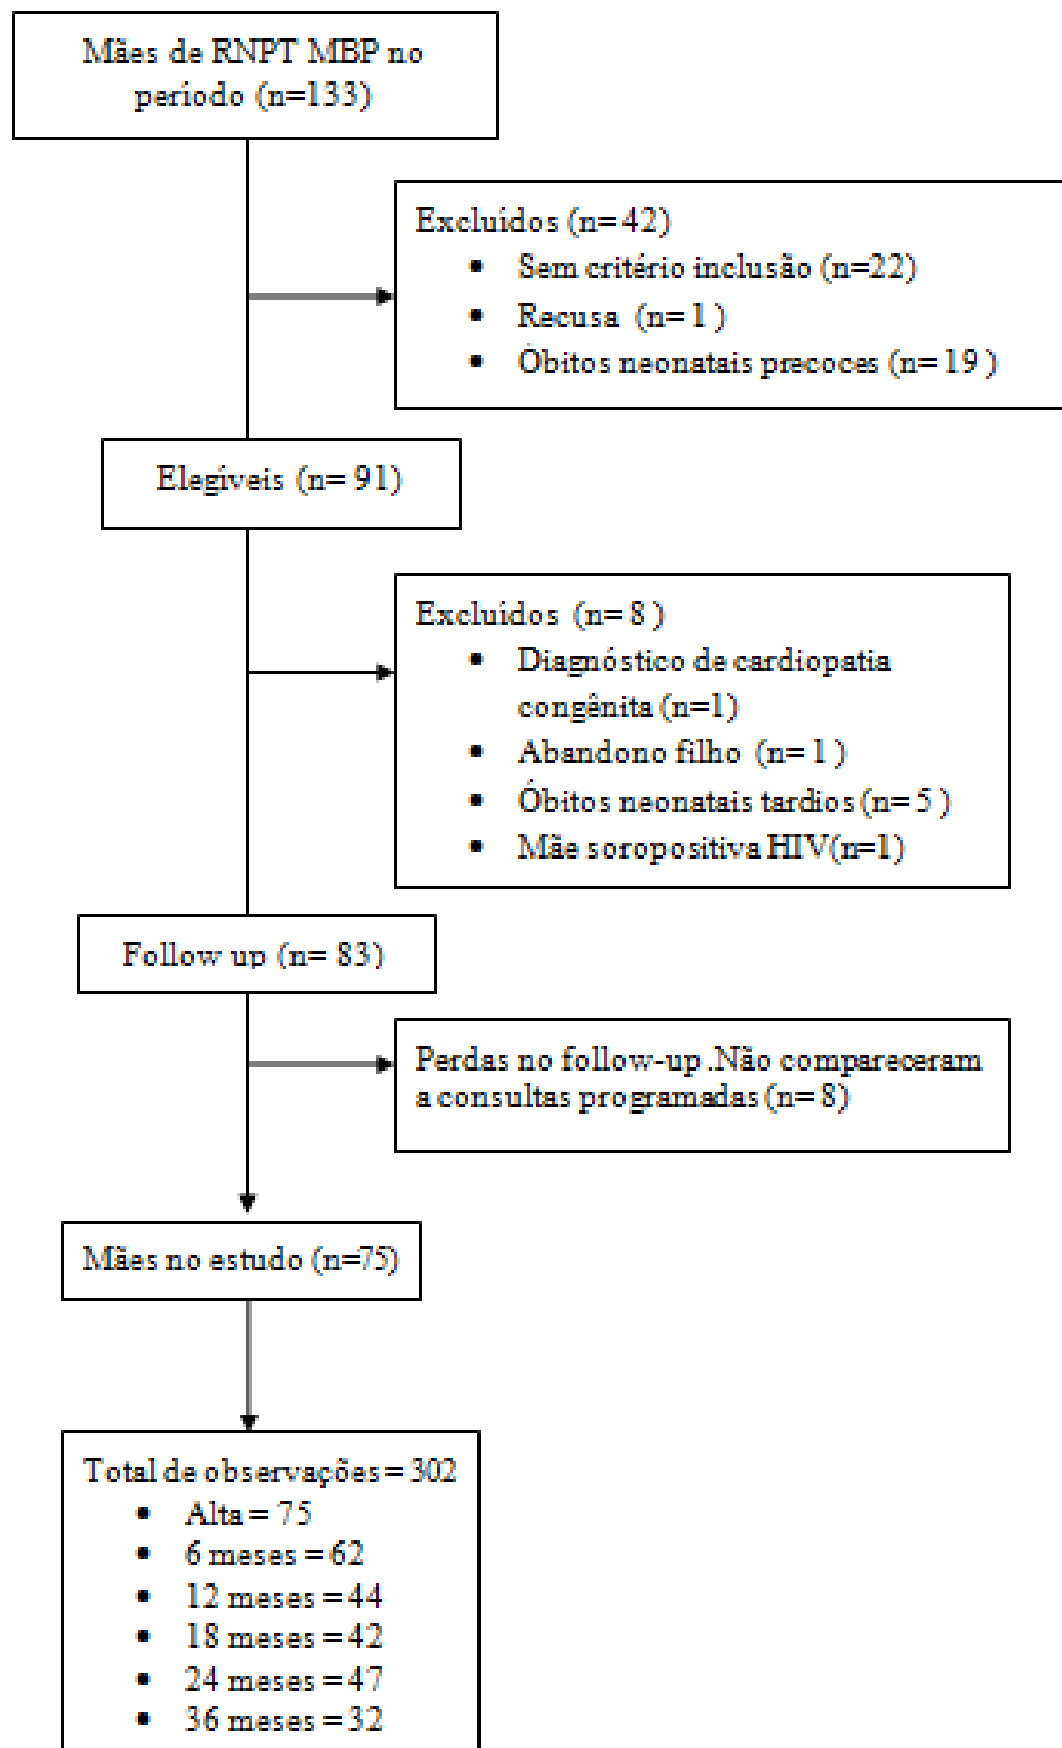 Mães de RNPT MBP no
período (n=133)
Excluídos (n= 42)
• Sem critério inclusão (n=22)
• Recusa (n= 1 )
• Óbitos neonatais precoces (n= 19 )
Elegíveis (n= 91)
Excluídos (n= 8 )
• Diagnóstico de cardiopatia
congênita (n=1)
• Abandono filho (n= 1 )
• Óbitos neonatais tardios (n= 5 )
• Mãe soropositiva HIV(n=1)
Follow up (n= 83)
Perdas no follow-up .Não compareceram
a consultas programadas (n= 8)
Mães no estudo (n=75)
Total de observações = 302
• Alta = 75
• 6 meses = 62
• 12 meses = 44
• 18 meses = 42
• 24 meses = 47
• 36 meses = 32